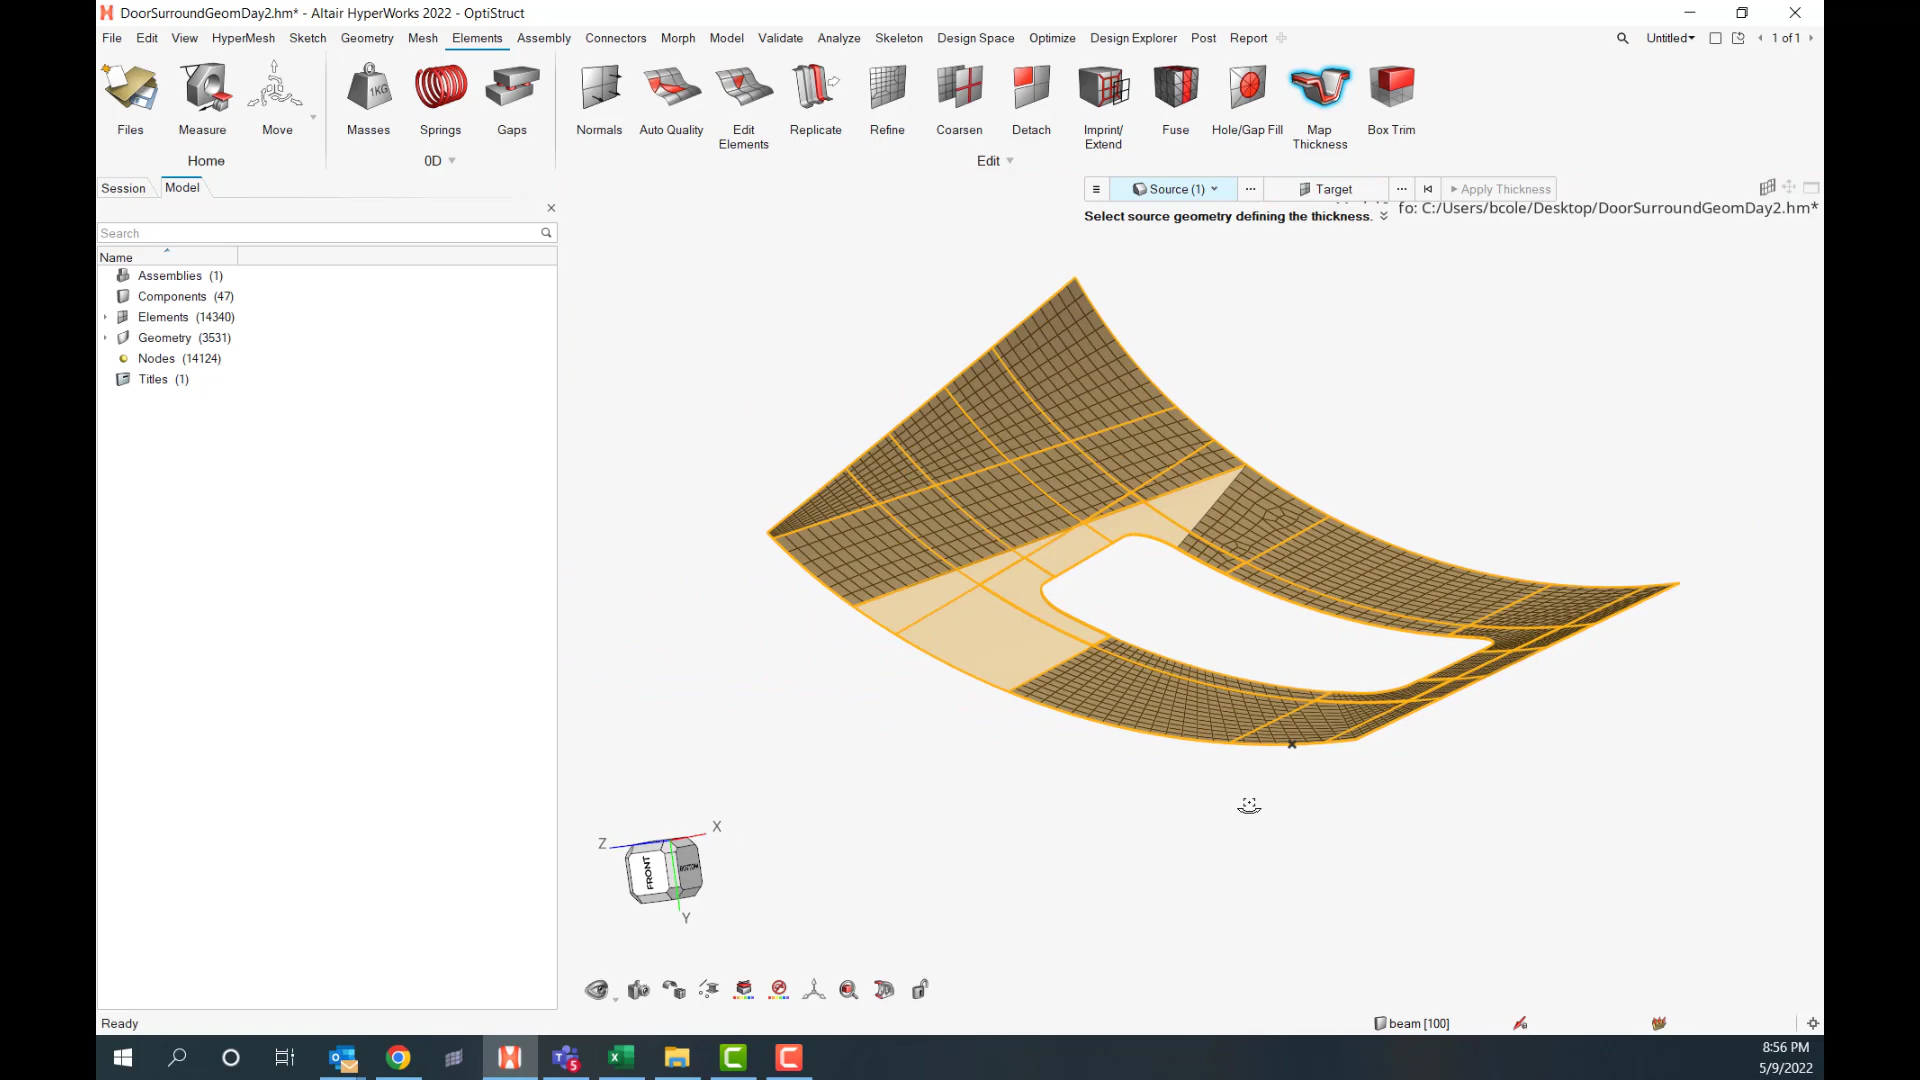 DoorSurroundGeomDay2.hm* - Altair HyperWorks 2022 - OptiStruct
File Edit View HyperMesh Sketch Geometry Mesh Elements Assembly Connectors Morph Model Validate Analyze Skeleton Design Space Optimize Design Explorer Post Report Untitled 1 of 1
1KG
Files Measure Move Masses Springs Gaps Normals Auto Quality Edit Elements Replicate Refine Coarsen Detach Imprint/ Extend Fuse Hole/Gap Fill Map Thickness Box Trim
Home 0D Edit
Session Model
Source (1) ... Target ... Apply Thickness
fo: C:/Users/bcole/Desktop/DoorSurroundGeomDay2.hm*
Select source geometry defining the thickness.
Search
Name
Assemblies (1)
Components (47)
Elements (14340)
Geometry (3531)
Nodes (14124)
Titles (1)
X
Z
FRONT
BOTTOM
Y
Ready beam [100]
5
8:56 PM
5/9/2022